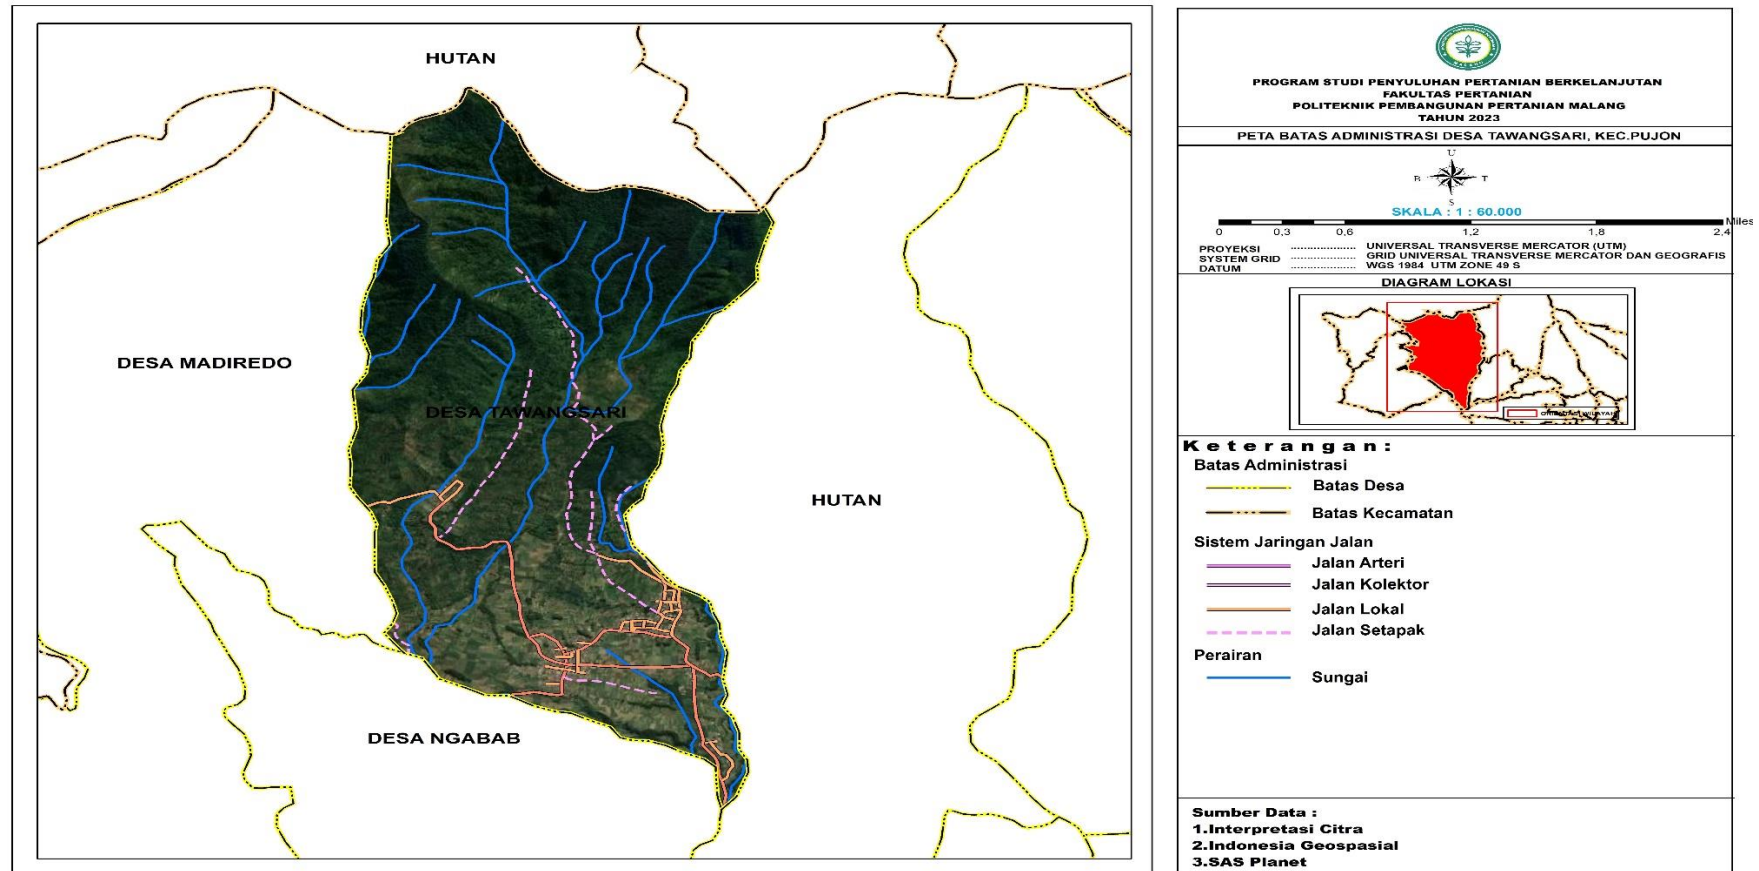 HUTAN
DESA MADIREDO
DESA TAWANGSARI
HUTAN
DESA NGABAB
PROGRAM STUDI PENYULUHAN PERTANIAN BERKELANJUTAN
FAKULTAS PERTANIAN
POLITEKNIK PEMBANGUNAN PERTANIAN MALANG
TAHUN 2023
PETA BATAS ADMINISTRASI DESA TAWANGSARI, KEC.PUJON
U
B T
S
SKALA : 1 : 60.000
Miles
0 0,3 0,6 1,2 1,8 2,4
PROYEKSI .................. UNIVERSAL TRANSVERSE MERCATOR (UTM)
SYSTEM GRID .................. GRID UNIVERSAL TRANSVERSE MERCATOR DAN GEOGRAFIS
DATUM .................. WGS 1984 UTM ZONE 49 S
DIAGRAM LOKASI
Keterangan:
Batas Administrasi
Batas Desa
Batas Kecamatan
Sistem Jaringan Jalan
Jalan Arteri
Jalan Kolektor
Jalan Lokal
Jalan Setapak
Perairan
Sungai
Sumber Data :
1.Interpretasi Citra
2.Indonesia Geospasial
3.SAS Planet